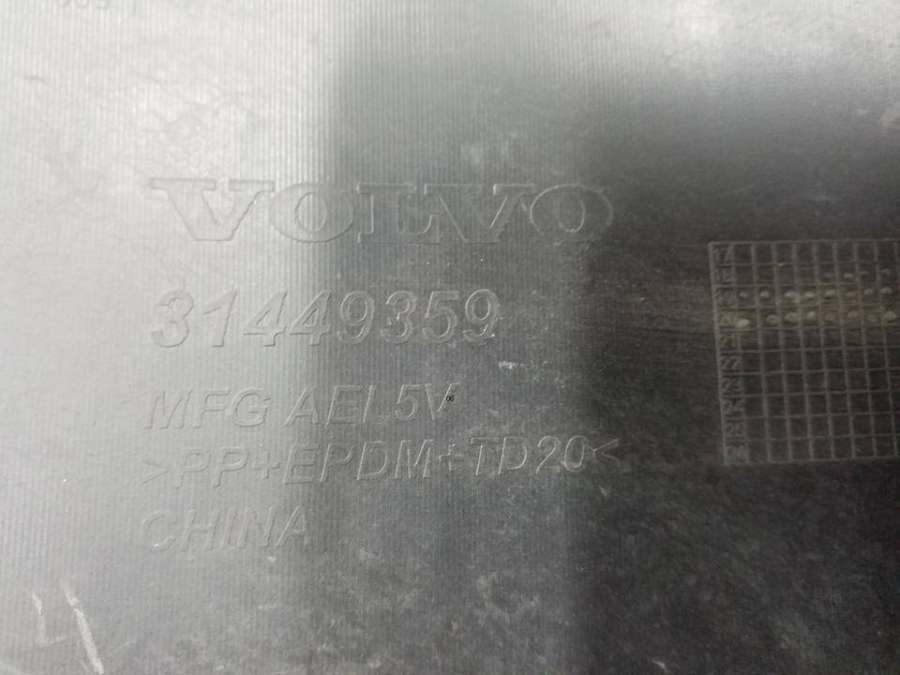 VOLVO
31449359
MFG AEL5V
>PP+EPDM+TD20<
CHINA